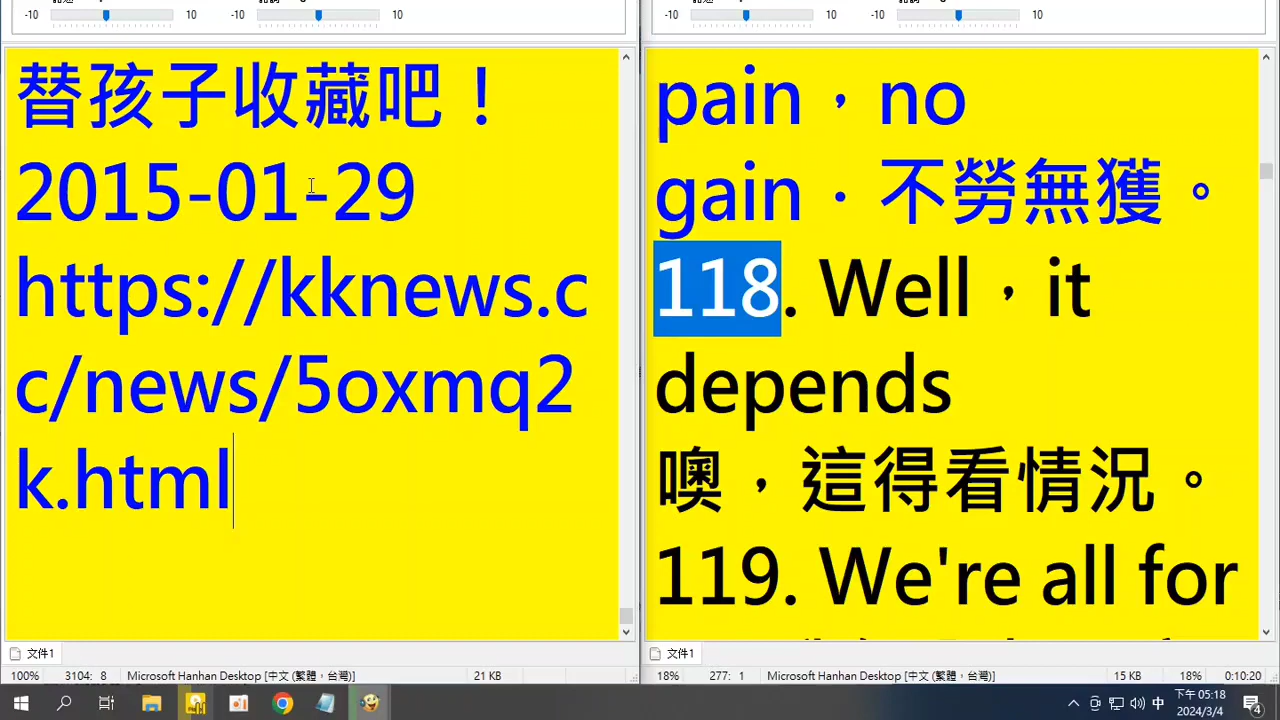 -10
10
-10
10
-10
10
-10
10
替孩子收藏吧！
2015-01-29
https://kknews.c
c/news/5oxmq2
k.html
pain，no
gain．不勞無獲。
118. Well，it
depends
噢，這得看情況。
119. We're all for
文件1
文件1
100%
3104: 8
Microsoft Hanhan Desktop [中文 (繁體，台灣)]
21 KB
18%
277: 1
Microsoft Hanhan Desktop [中文 (繁體，台灣)]
15 KB
18%
0:10:20
中
下午 05:18
2024/3/4
4